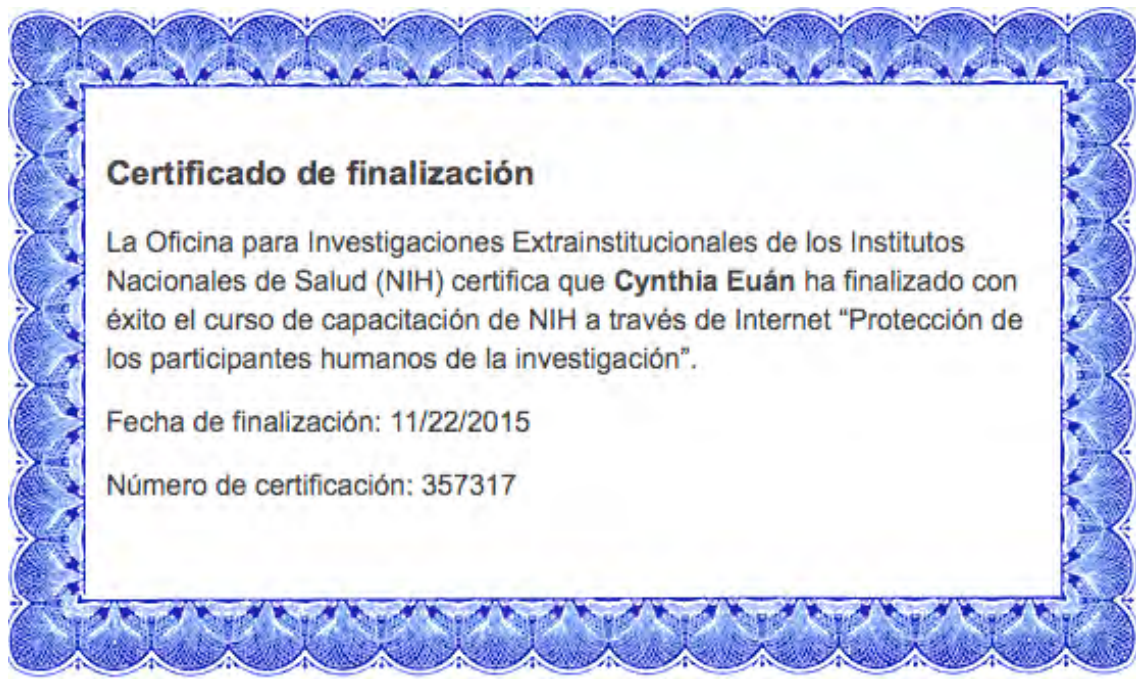 Certificado de finalización
La Oficina para Investigaciones Extrainstitucionales de los Institutos
Nacionales de Salud (NIH) certifica que Cynthia Euán ha finalizado con
éxito el curso de capacitación de NIH a través de Internet “Protección de
los participantes humanos de la investigación”.
Fecha de finalización: 11/22/2015
Número de certificación: 357317